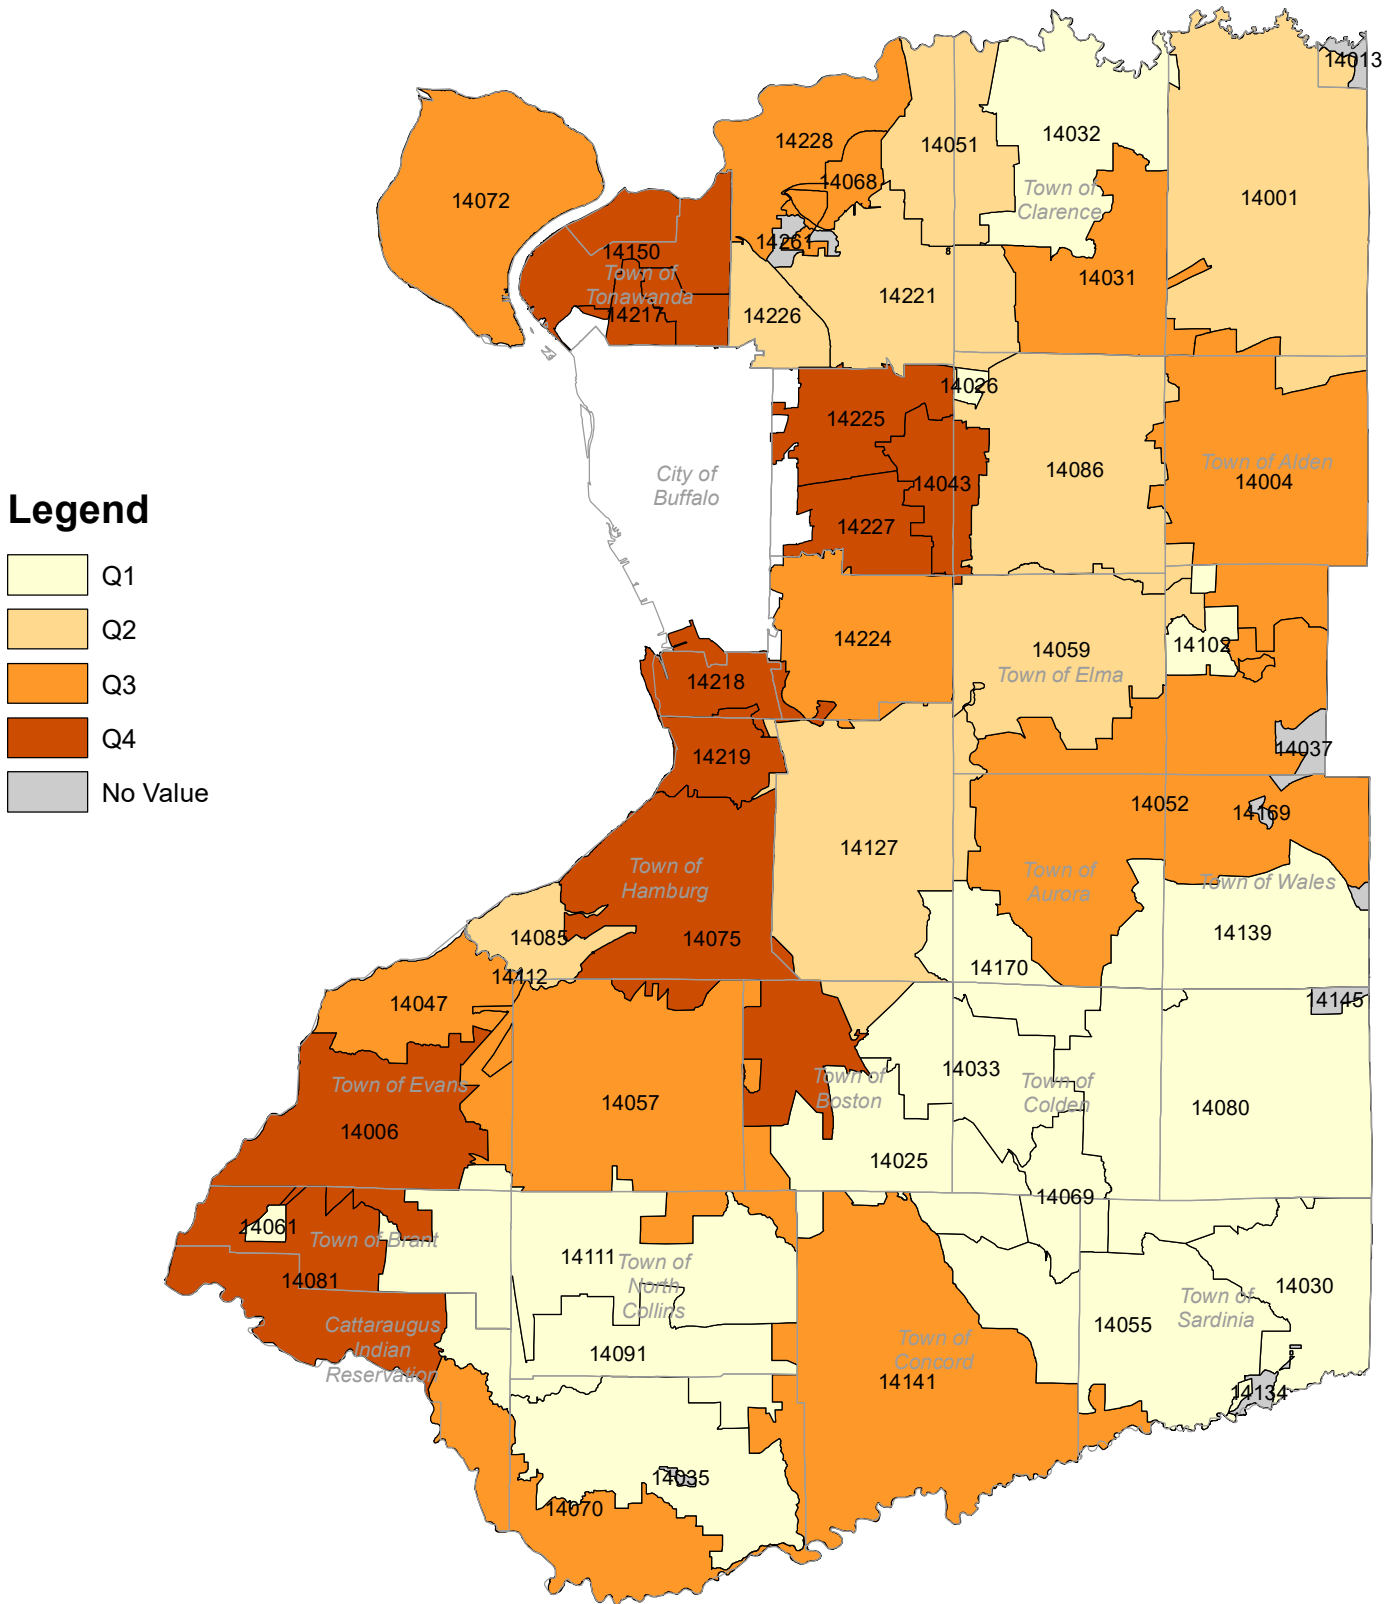 14013
14032
14051
14228
14068
14072
14001
Town of
Clarence
14261
14150
Town of
Tonawanda
14031
14221
14226
14217
14026
14225
14086
Town of Alden
14004
City of
Buffalo
14043
14227
Legend
Q1
Q2
Q3
Q4
No Value
14224
14059
Town of Elma
14102
14218
14219
14037
14052
14169
14127
Town of
Hamburg
Town of
Aurora
Town of Wales
14139
14085
14075
14170
14112
14047
14145
14033
Town of Evans
Town of
Boston
Town of
Colden
14057
14080
14006
14025
14069
14061
Town of Brant
14111
Town of
North
Collins
14081
14030
Town of
Sardinia
14055
Cattaraugus
Indian
Reservation
14091
Town of
Concord
14141
14134
14035
14070